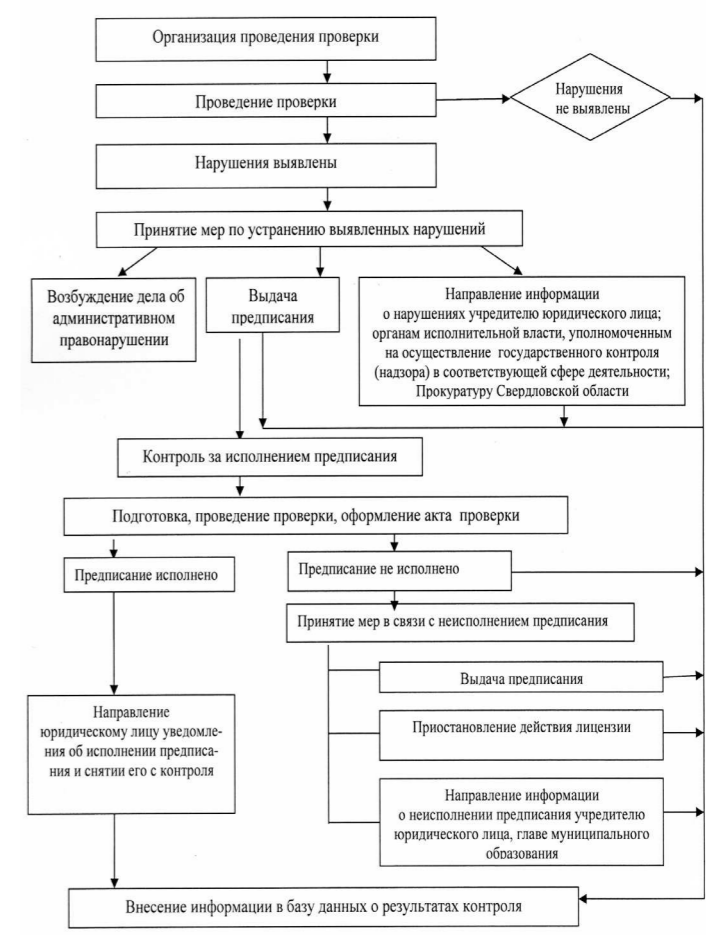 Организация проведения проверки
Проведение проверки
Нарушения
не выявлены
Нарушения выявлены
Принятие мер по устранению выявленных нарушений
Возбуждение дела об
административном
правонарушении
Выдача
предписания
Направление информации
о нарушениях учредителю юридического лица;
органам исполнительной власти, уполномоченным
на осуществление государственного контроля
(надзора) в соответствующей сфере деятельности;
Прокуратуру Свердловской области
Контроль за исполнением предписания
Подготовка, проведение проверки, оформление акта проверки
Предписание исполнено
Предписание не исполнено
Принятие мер в связи с неисполнением предписания
Выдача предписания
Направление
юридическому лицу уведомле-
ния об исполнении предписа-
ния и снятии его с контроля
Приостановление действия лицензии
Направление информации
о неисполнении предписания учредителю
юридического лица, главе муниципального
образования
Внесение информации в базу данных о результатах контроля